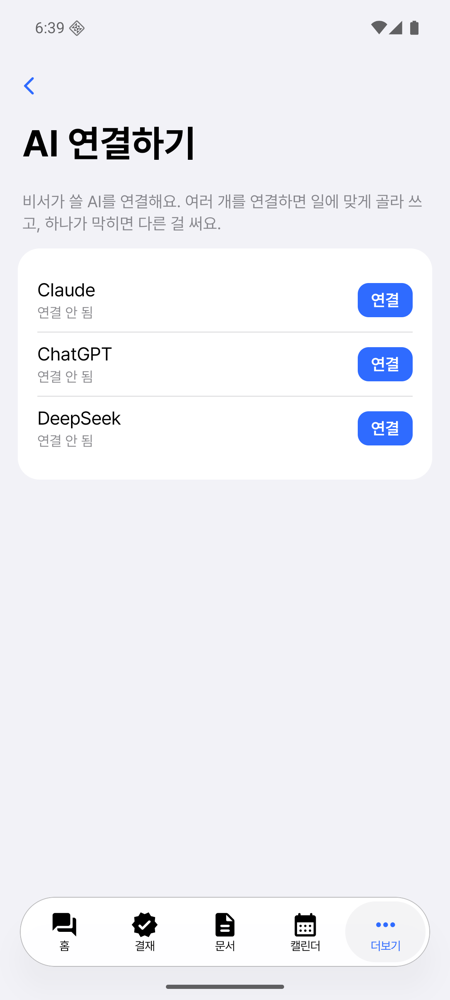 6:39
AI 연결하기
비서가 쓸 AI를 연결해요. 여러 개를 연결하면 일에 맞게 골라 쓰
고, 하나가 막히면 다른 걸 써요.
Claude
연결 안 됨
연결
ChatGPT
연결 안 됨
연결
DeepSeek
연결 안 됨
연결
홈
결재
문서
캘린더
더보기